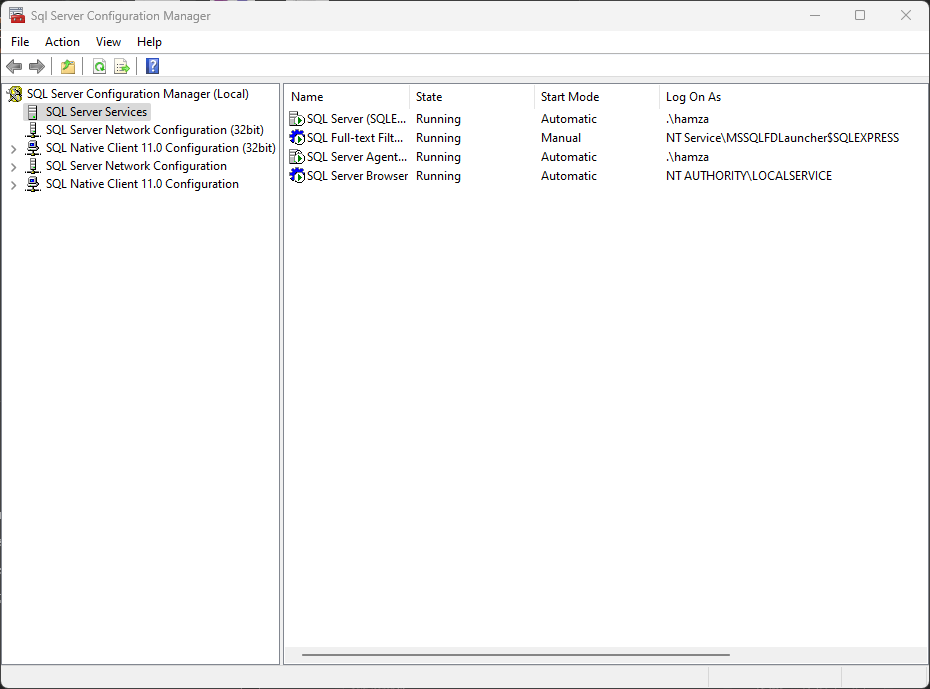 Sql Server Configuration Manager
File Action View Help
SQL Server Configuration Manager (Local)
SQL Server Services
SQL Server Network Configuration (32bit)
SQL Native Client 11.0 Configuration (32bit)
SQL Server Network Configuration
SQL Native Client 11.0 Configuration
Name State Start Mode Log On As
SQL Server (SQLE... Running Automatic .\hamza
SQL Full-text Filt... Running Manual NT Service\MSSQLFDLauncher$SQLEXPRESS
SQL Server Agent... Running Automatic .\hamza
SQL Server Browser Running Automatic NT AUTHORITY\LOCALSERVICE